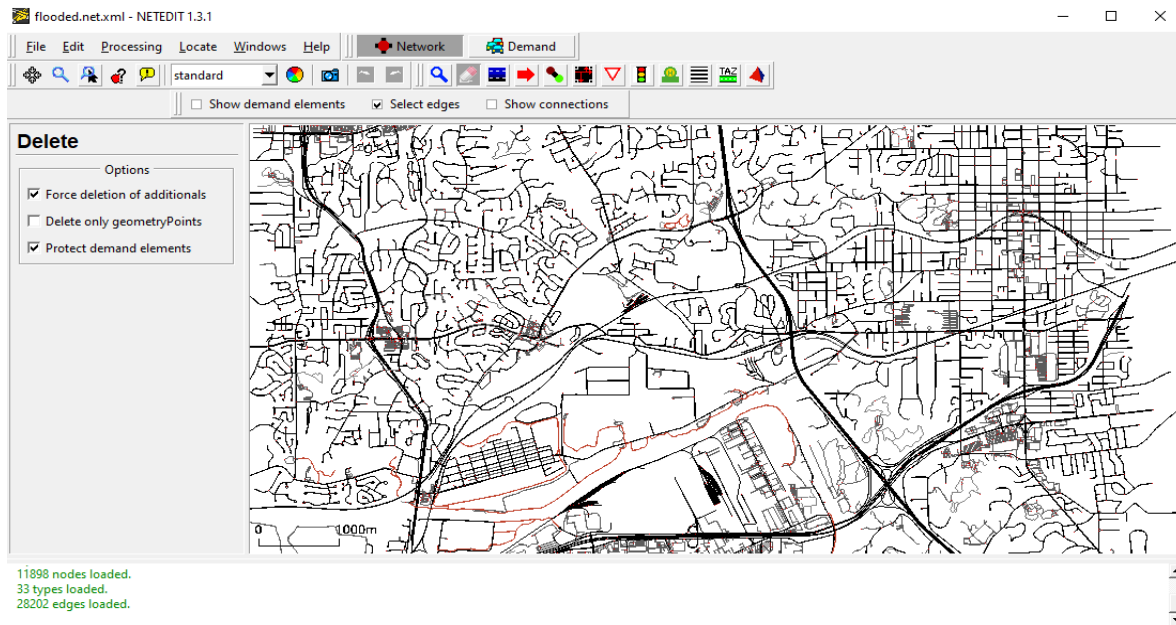 flooded.net.xml - NETEDIT 1.3.1
File Edit Processing Locate Windows Help Network Demand
standard TAZ
Show demand elements Select edges Show connections
Delete
Options
Force deletion of additionals
Delete only geometryPoints
Protect demand elements
0 1000m
11898 nodes loaded.
33 types loaded.
28202 edges loaded.